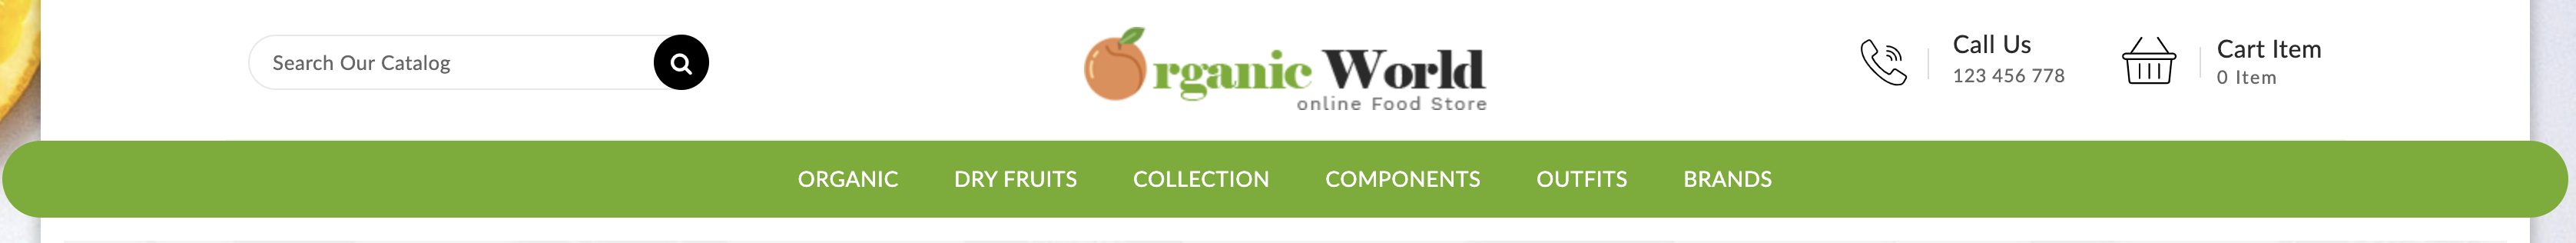 Search Our Catalog
rganic World
online Food Store
Call Us
123 456 778
Cart Item
0 Item
ORGANIC DRY FRUITS COLLECTION COMPONENTS OUTFITS BRANDS